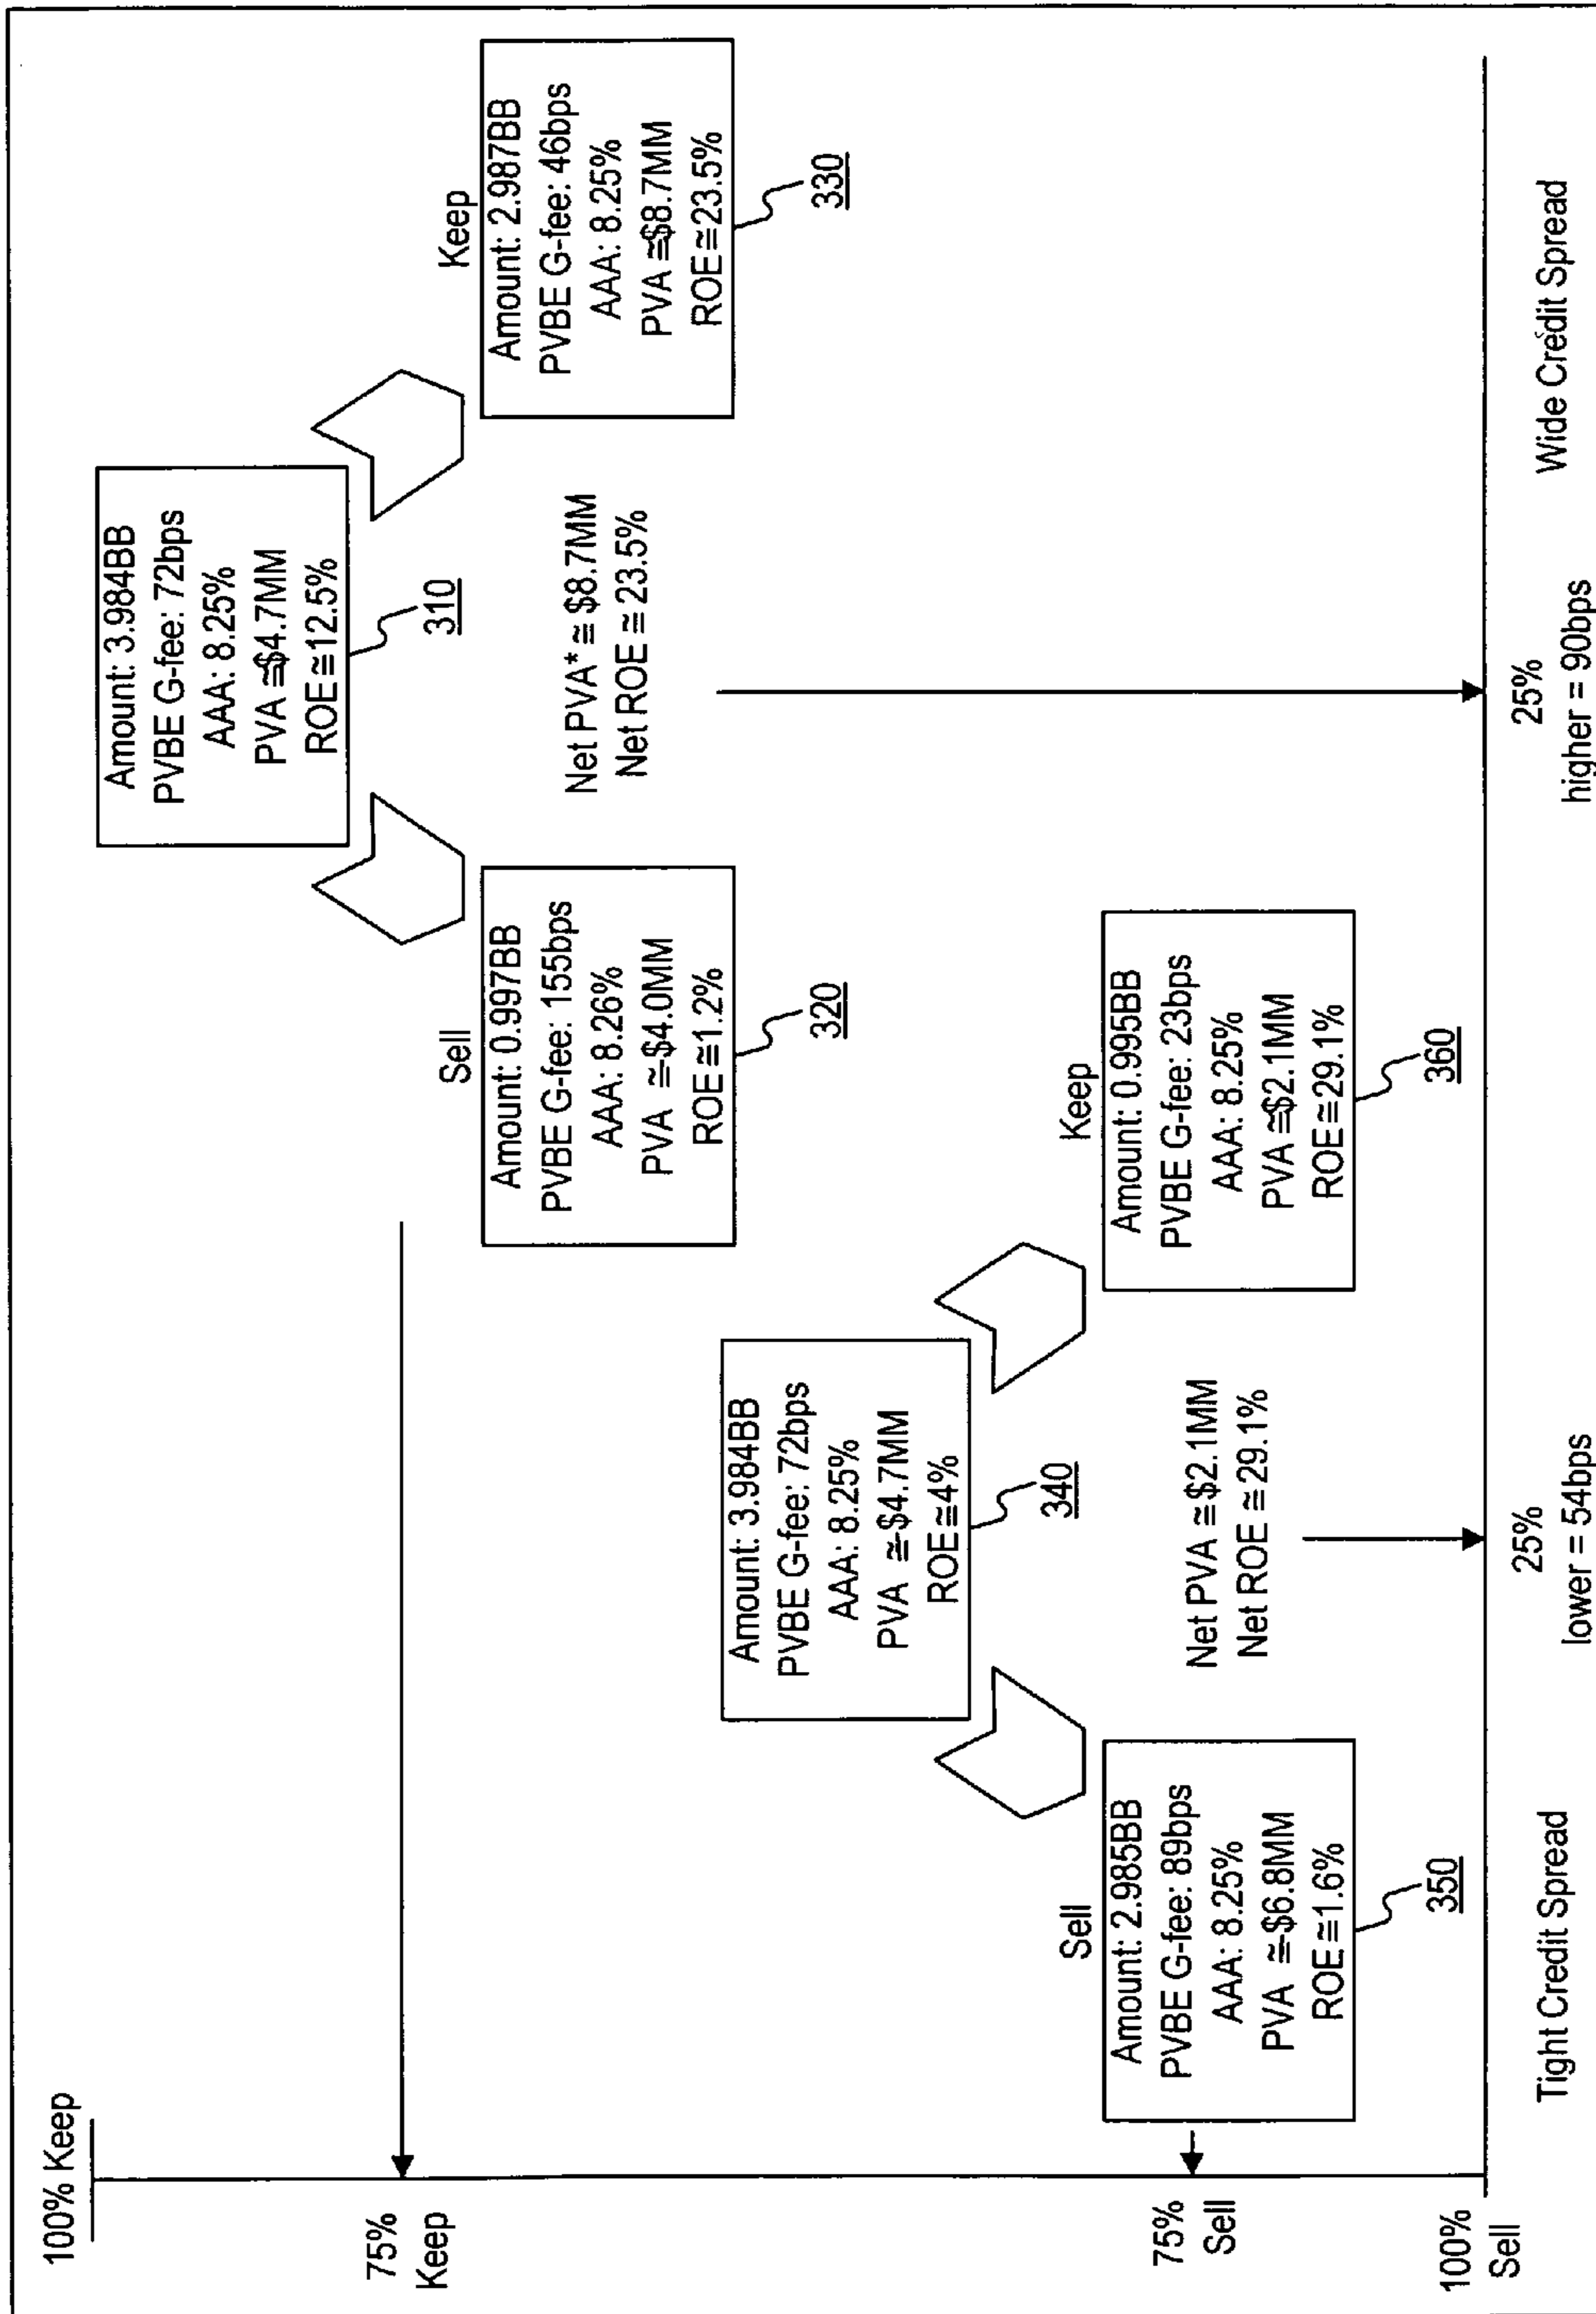 100% Keep
Amount: 3.984BB
PVBE G-fee: 72bps
AAA: 8.25%
PVA ≅$4.7MM
ROE≅12.5%
310
75%
Keep
Sell
Amount: 0.997BB
PVBE G-fee: 155bps
AAA: 8.26%
PVA ≅-$4.0MM
ROE≅1.2%
320
Net PVA* ≅ $8.7MM
Net ROE ≅ 23.5%
Keep
Amount: 2.987BB
PVBE G-fee: 46bps
AAA: 8.25%
PVA ≅$8.7MM
ROE≅23.5%
330
Amount: 3.984BB
PVBE G-fee: 72bps
AAA: 8.25%
PVA ≅-$4.7MM
ROE≅4%
340
75%
Sell
Sell
Amount: 2.985BB
PVBE G-fee: 89bps
AAA: 8.25%
PVA ≅-$6.8MM
ROE≅1.6%
350
Net PVA ≅$2.1MM
Net ROE ≅29.1%
Keep
Amount: 0.995BB
PVBE G-fee: 23bps
AAA: 8.25%
PVA ≅$2.1MM
ROE≅29.1%
360
100%
Sell
Tight Credit Spread
25%
lower = 54bps
25%
higher = 90bps
Wide Credit Spread